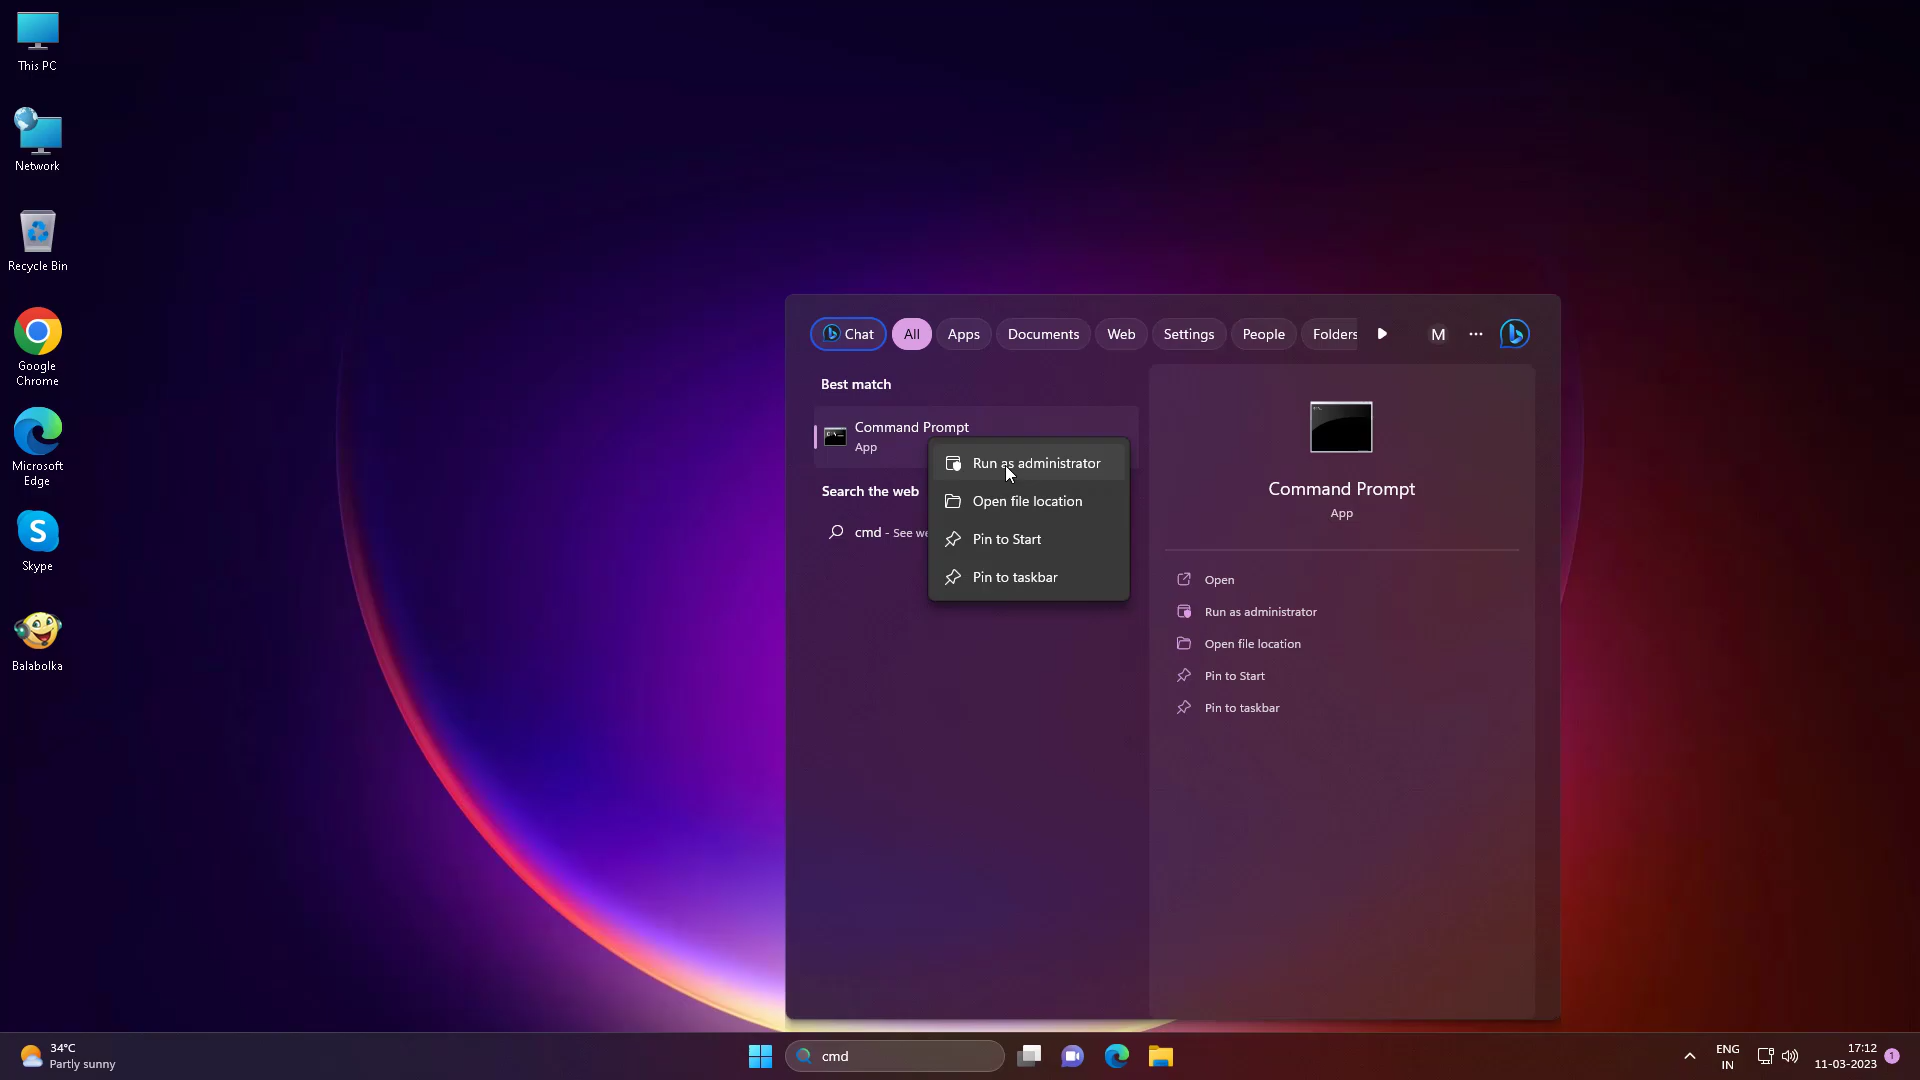 This PC
Network
Recycle Bin
Google
Chrome
Microsoft
Edge
S
Skype
Balabolka
Chat
All
Apps
Documents
Web
Settings
People
Folders
M
Best match
Command Prompt
App
Search the web
cmd - See we
Run as administrator
Open file location
Pin to Start
Pin to taskbar
Command Prompt
App
Open
Run as administrator
Open file location
Pin to Start
Pin to taskbar
34°C
Partly sunny
cmd
ENG
IN
17:12
11-03-2023
1